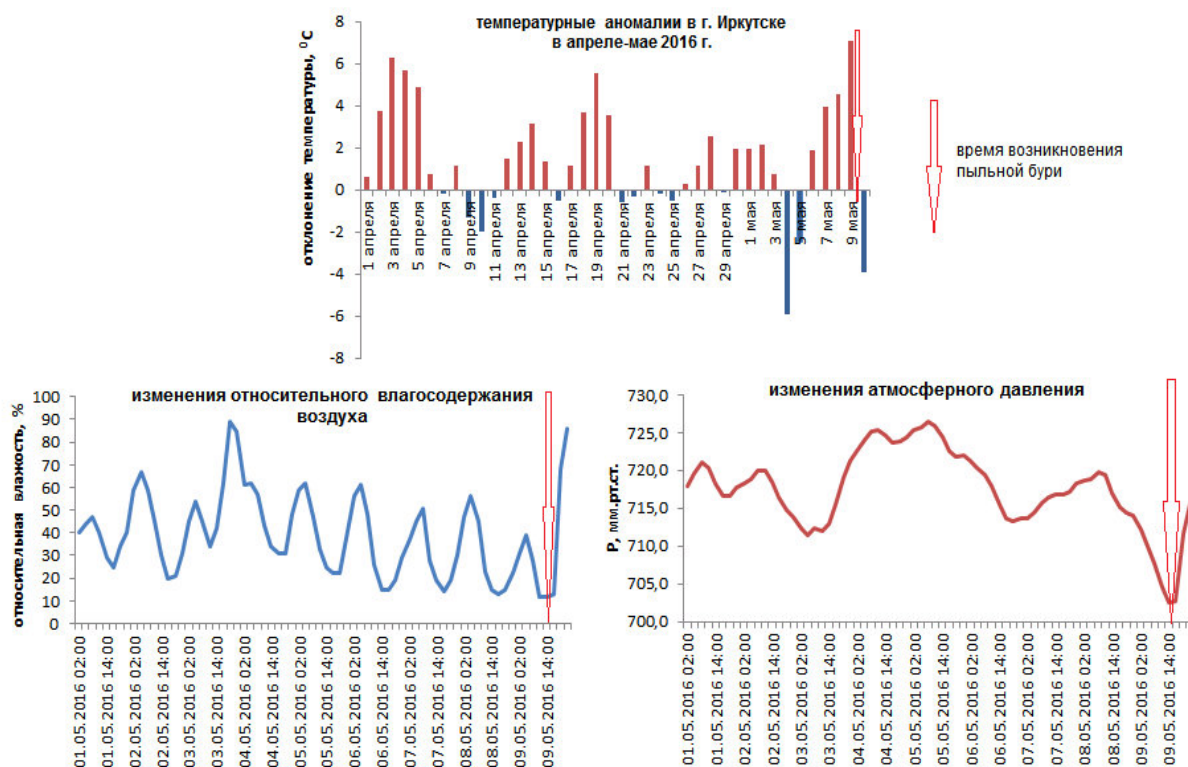 температурные аномалии в г. Иркутске
в апреле-мае 2016 г.
отклонение температуры, ⁰С
8
6
4
2
0
-2
-4
-6
-8
1 апреля
3 апреля
5 апреля
7 апреля
9 апреля
11 апреля
13 апреля
15 апреля
17 апреля
19 апреля
21 апреля
23 апреля
25 апреля
27 апреля
29 апреля
1 мая
3 мая
5 мая
7 мая
9 мая
время возникновения
пыльной бури
изменения относительного влагосодержания
воздуха
относительная влажость, %
100
90
80
70
60
50
40
30
20
10
0
01.05.2016 02:00
01.05.2016 14:00
02.05.2016 02:00
02.05.2016 14:00
03.05.2016 02:00
03.05.2016 14:00
04.05.2016 02:00
04.05.2016 14:00
05.05.2016 02:00
05.05.2016 14:00
06.05.2016 02:00
06.05.2016 14:00
07.05.2016 02:00
07.05.2016 14:00
08.05.2016 02:00
08.05.2016 14:00
09.05.2016 02:00
09.05.2016 14:00
изменения атмосферного давления
Р, мм.рт.ст.
730,0
725,0
720,0
715,0
710,0
705,0
700,0
01.05.2016 02:00
01.05.2016 14:00
02.05.2016 02:00
02.05.2016 14:00
03.05.2016 02:00
03.05.2016 14:00
04.05.2016 02:00
04.05.2016 14:00
05.05.2016 02:00
05.05.2016 14:00
06.05.2016 02:00
06.05.2016 14:00
07.05.2016 02:00
07.05.2016 14:00
08.05.2016 02:00
08.05.2016 14:00
09.05.2016 02:00
09.05.2016 14:00